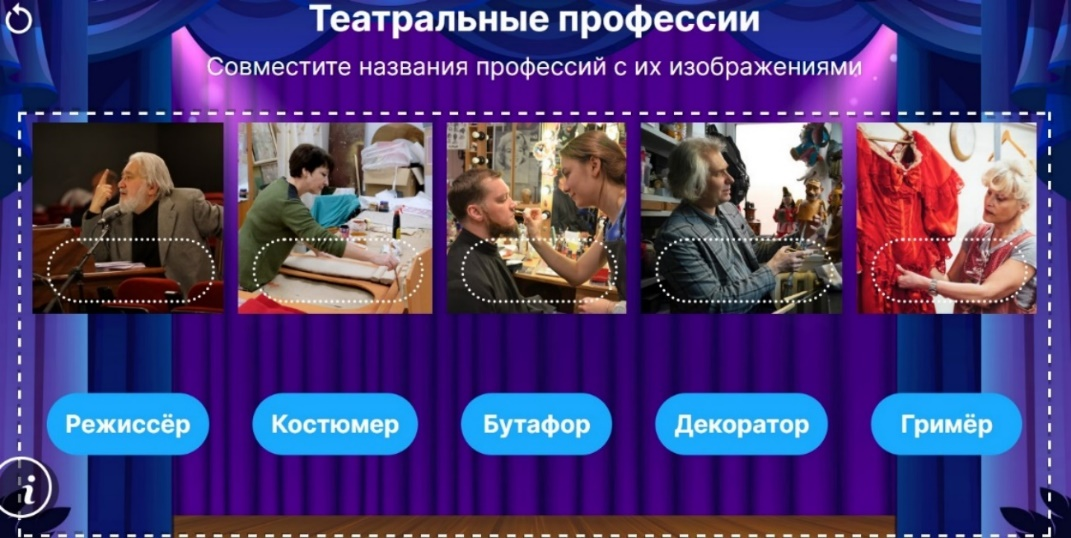 Театральные профессии
Совместите названия профессий с их изображениями
Режиссёр
Костюмер
Бутафор
Декоратор
Гримёр
i